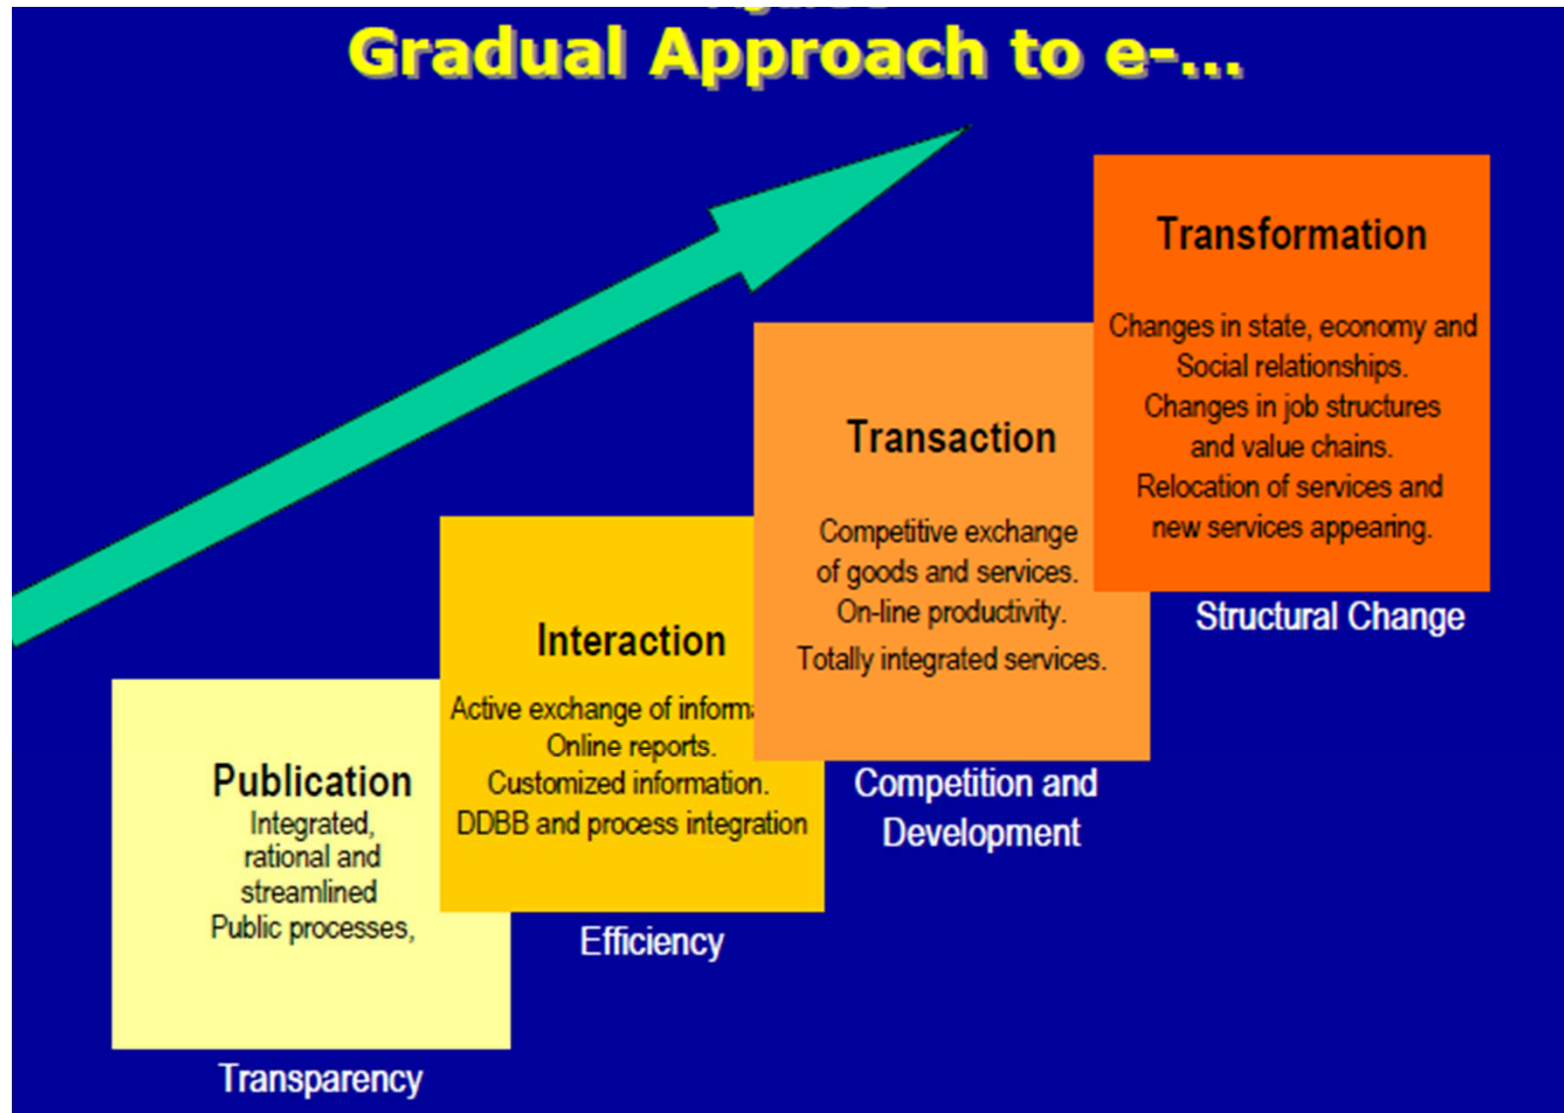 Gradual Approach to e-...
Transformation
Changes in state, economy and
Social relationships.
Changes in job structures
and value chains.
Relocation of services and
new services appearing.
Structural Change
Transaction
Competitive exchange
of goods and services.
On-line productivity.
Totally integrated services.
Competition and
Development
Interaction
Active exchange of
Online reports.
Customized information.
DDBB and process integration
Efficiency
Publication
Integrated,
rational and
streamlined
Public processes,
Transparency